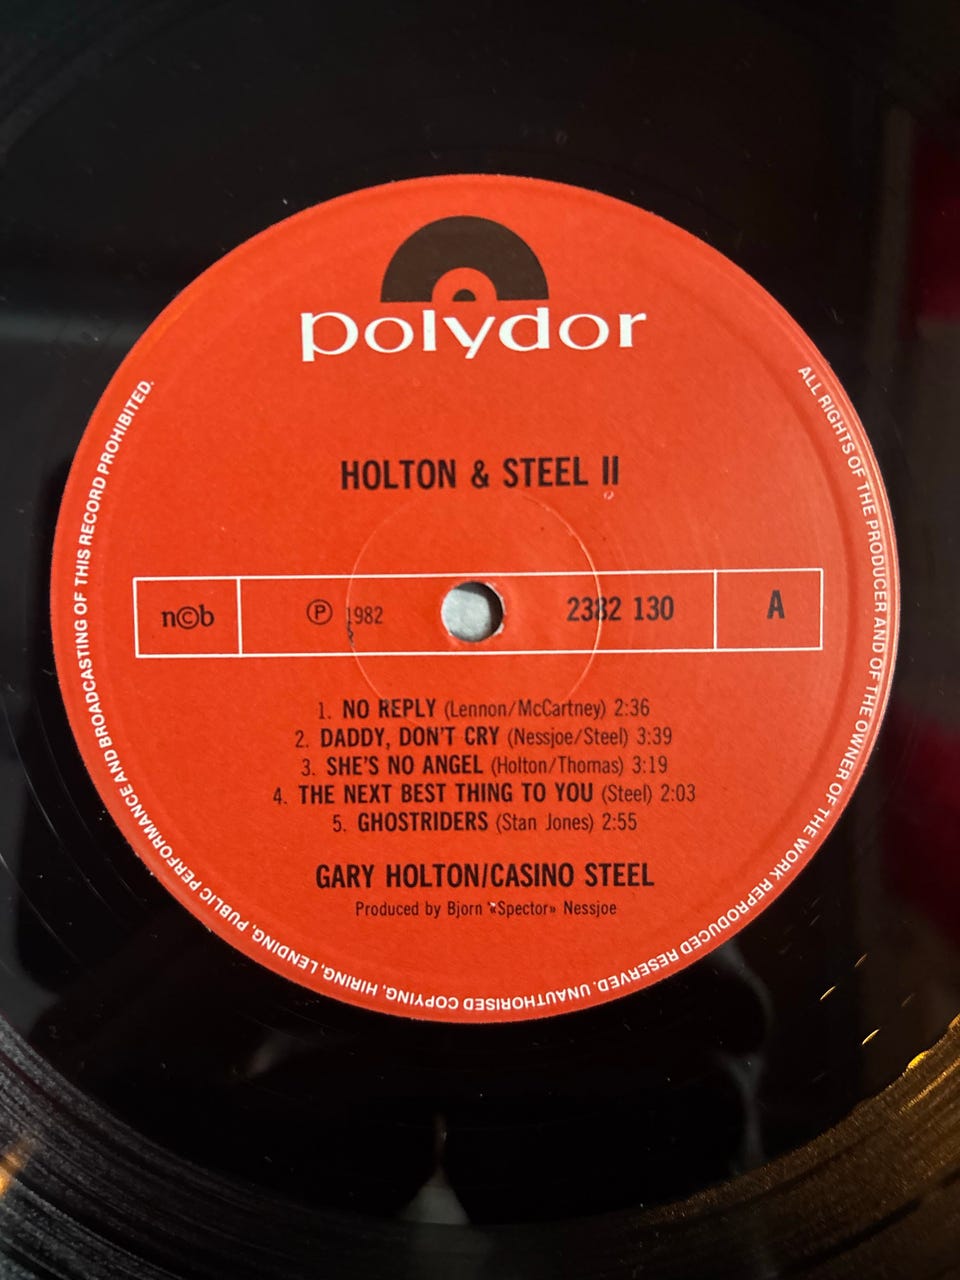 polydor
HOLTON & STEEL II
n©b
℗ 1982
2382 130
A
1. NO REPLY (Lennon/McCartney) 2:36
2. DADDY, DON'T CRY (Nessjoe/Steel) 3:39
3. SHE'S NO ANGEL (Holton/Thomas) 3:19
4. THE NEXT BEST THING TO YOU (Steel) 2:03
5. GHOSTRIDERS (Stan Jones) 2:55
GARY HOLTON/CASINO STEEL
Produced by Bjorn «Spector» Nessjoe
ALL RIGHTS OF THE PRODUCER AND OF THE OWNER OF THE WORK REPRODUCED RESERVED. UNAUTHORISED COPYING, HIRING, LENDING, PUBLIC PERFORMANCE AND BROADCASTING OF THIS RECORD PROHIBITED.